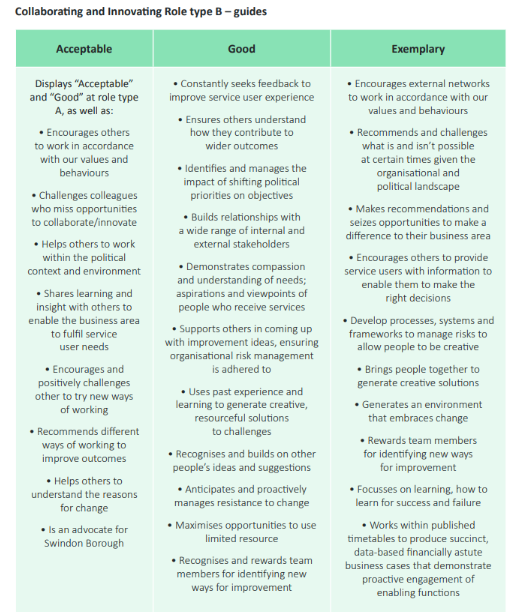 Collaborating and Innovating Role type B – guides
Acceptable
Displays “Acceptable”
and “Good” at role type
A, as well as:
• Encourages others
to work in accordance
with our values and
behaviours
• Challenges colleagues
who miss opportunities
to collaborate/innovate
• Helps others to work
within the political
context and environment
• Shares learning and
insight with others to
enable the business area
to fulfil service
user needs
• Encourages and
positively challenges
other to try new ways
of working
• Recommends different
ways of working to
improve outcomes
• Helps others to
understand the reasons
for change
• Is an advocate for
Swindon Borough
Good
• Constantly seeks feedback to
improve service user experience
• Ensures others understand
how they contribute to
wider outcomes
• Identifies and manages the
impact of shifting political
priorities on objectives
• Builds relationships with
a wide range of internal and
external stakeholders
• Demonstrates compassion
and understanding of needs;
aspirations and viewpoints of
people who receive services
• Supports others in coming up
with improvement ideas, ensuring
organisational risk management
is adhered to
• Uses past experience and
learning to generate creative,
resourceful solutions
to challenges
• Recognises and builds on other
people’s ideas and suggestions
• Anticipates and proactively
manages resistance to change
• Maximises opportunities to use
limited resource
• Recognises and rewards team
members for identifying new
ways for improvement
Exemplary
• Encourages external networks
to work in accordance with our
values and behaviours
• Recommends and challenges
what is and isn’t possible
at certain times given the
organisational and
political landscape
• Makes recommendations and
seizes opportunities to make a
difference to their business area
• Encourages others to provide
service users with information to
enable them to make the
right decisions
• Develop processes, systems and
frameworks to manage risks to
allow people to be creative
• Brings people together to
generate creative solutions
• Generates an environment
that embraces change
• Rewards team members
for identifying new ways
for improvement
• Focusses on learning, how to
learn for success and failure
• Works within published
timetables to produce succinct,
data-based financially astute
business cases that demonstrate
proactive engagement of
enabling functions